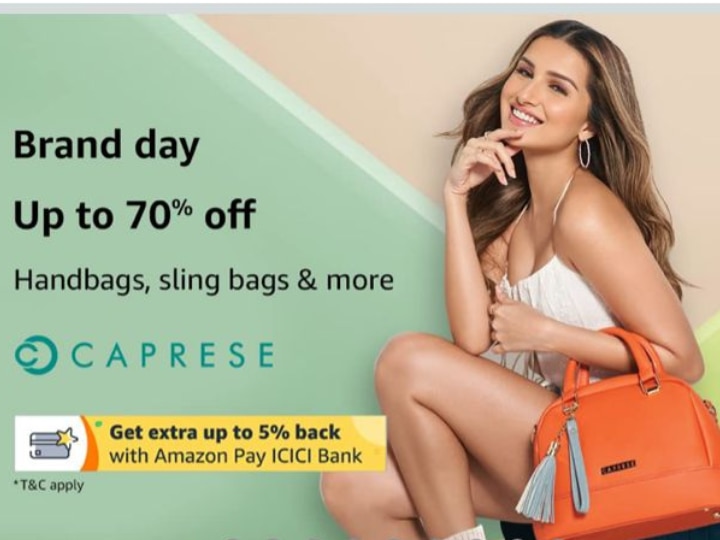 Brand day
Up to 70% off
Handbags, sling bags & more
CAPRESE
Get extra up to 5% back
with Amazon Pay ICICI Bank
*T&C apply
CAPRESE